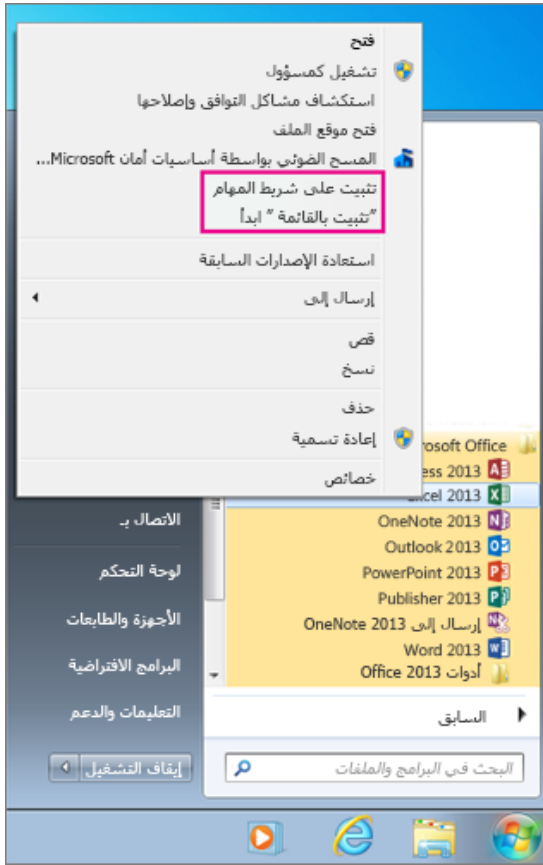 فتح
تشغيل كمسؤول
استكشاف مشاكل التوافق وإصلاحها
فتح موقع الملف
المسح الضوئي بواسطة أساسيات أمان Microsoft...
تثبيت على شريط المهام
"تثبيت بالقائمة " ابدأ
استعادة الإصدارات السابقة
إرسال إلى
قص
نسخ
حذف
إعادة تسمية
خصائص
rosoft Office
ess 2013
cel 2013
OneNote 2013
Outlook 2013
PowerPoint 2013
Publisher 2013
إرسال إلى OneNote 2013
Word 2013
أدوات Office 2013
السابق
البحث في البرامج والملفات
الاتصال بـ
لوحة التحكم
الأجهزة والطابعات
البرامج الافتراضية
التعليمات والدعم
إيقاف التشغيل